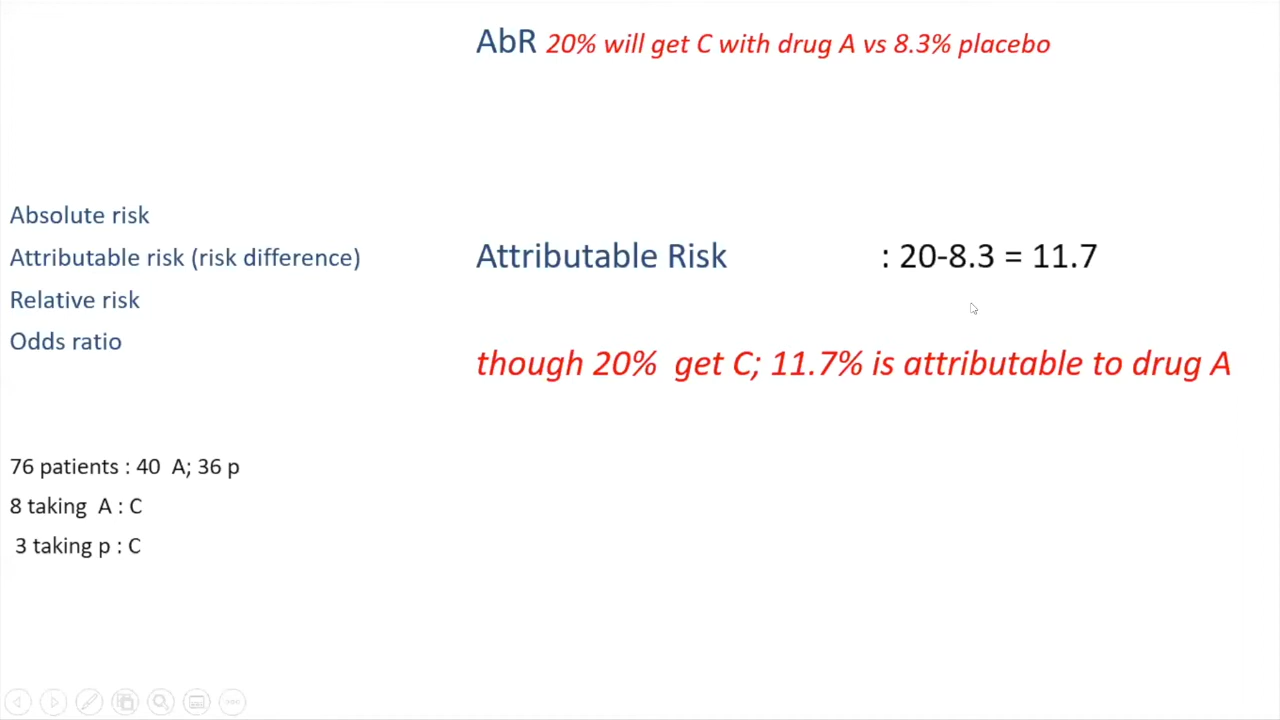 AbR 20% will get C with drug A vs 8.3% placebo
Absolute risk
Attributable risk (risk difference)
Relative risk
Odds ratio
Attributable Risk : 20-8.3 = 11.7
though 20% get C; 11.7% is attributable to drug A
76 patients : 40 A; 36 p
8 taking A : C
3 taking p : C